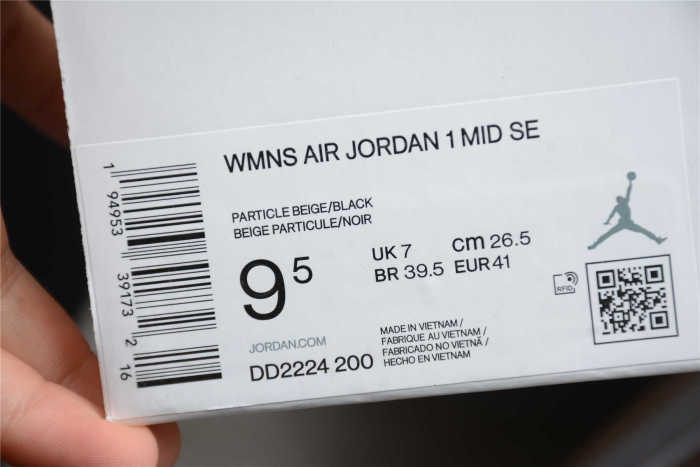 WMNS AIR JORDAN 1 MID SE
PARTICLE BEIGE/BLACK
BEIGE PARTICULE/NOIR
9 5
UK 7 cm 26.5
BR 39.5 EUR 41
RFID
JORDAN.COM
DD2224 200
MADE IN VIETNAM /
FABRIQUE AU VIETNAM /
FABRICADO NO VIETNÃ /
HECHO EN VIETNAM
1 94953 39173 2 16